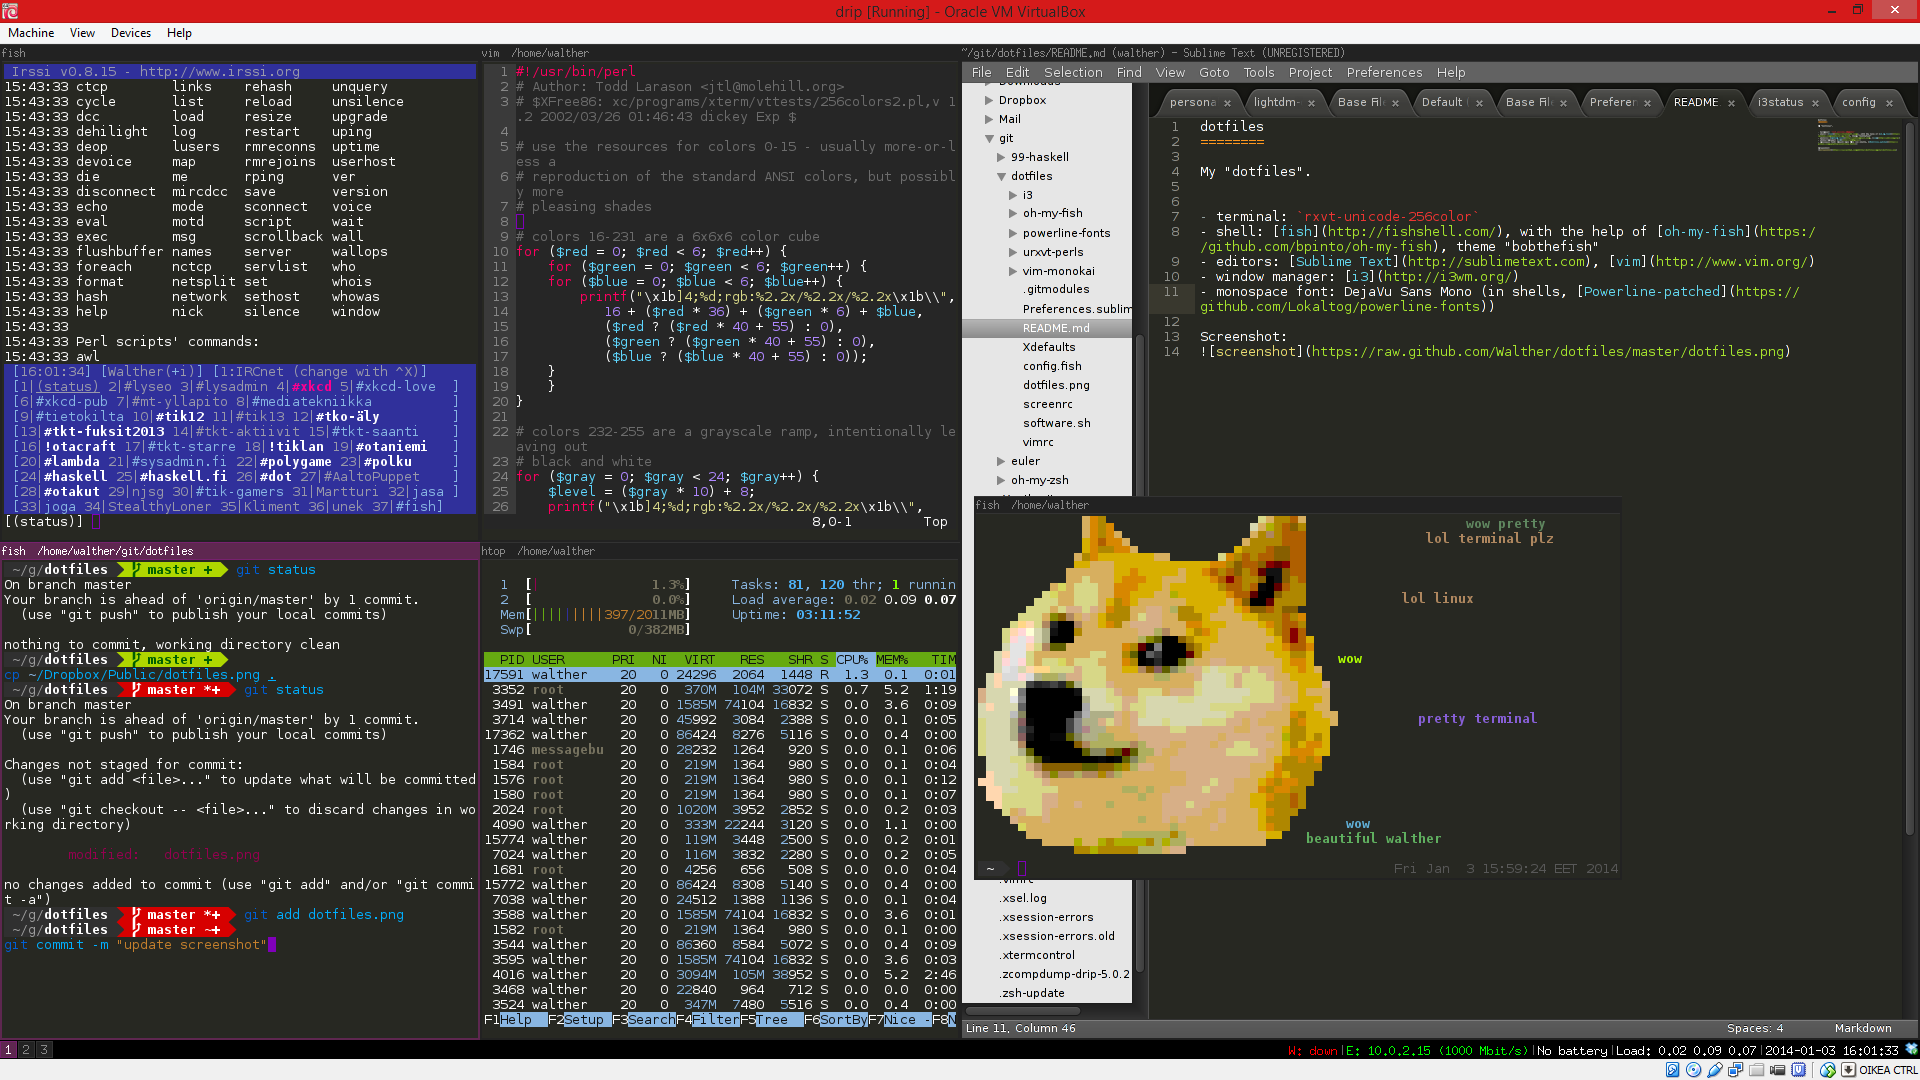 drip [Running] - Oracle VM VirtualBox
Machine View Devices Help
fish
Irssi v0.8.15 - http://www.irssi.org
15:43:33 ctcp links rehash unquery
15:43:33 cycle list reload unsilence
15:43:33 dcc load resize upgrade
15:43:33 dehilight log restart uping
15:43:33 deop lusers rmreconns uptime
15:43:33 devoice map rmrejoins userhost
15:43:33 die me rping ver
15:43:33 disconnect mircdcc save version
15:43:33 echo mode sconnect voice
15:43:33 eval motd script wait
15:43:33 exec msg scrollback wall
15:43:33 flushbuffer names server wallops
15:43:33 foreach nctcp servlist who
15:43:33 format netsplit set whois
15:43:33 hash network sethost whowas
15:43:33 help nick silence window
15:43:33
15:43:33 Perl scripts' commands:
15:43:33 awl
[16:01:34] [Walther(+i)] [1:IRCnet (change with ^X)]
[1|(status) 2|#lyseo 3|#lysadmin 4|#xkcd 5|#xkcd-love ]
[6|#xkcd-pub 7|#mt-yllapito 8|#mediatekniikka ]
[9|#tietokilta 10|#tik12 11|#tik13 12|#tko-äly ]
[13|#tkt-fuksit2013 14|#tkt-aktiivit 15|#tkt-saanti ]
[16|!otacraft 17|#tkt-starre 18|!tiklan 19|#otaniemi ]
[20|#lambda 21|#sysadmin.fi 22|#polygame 23|#polku ]
[24|#haskell 25|#haskell.fi 26|#dot 27|#AaltoPuppet ]
[28|#otakut 29|njsg 30|#tik-gamers 31|Martturi 32|jasa ]
[33|joga 34|StealthyLoner 35|Kliment 36|unek 37|#fish]
[(status)]
vim /home/walther
1 #!/usr/bin/perl
2 # Author: Todd Larason <jtl@molehill.org>
3 # $XFree86: xc/programs/xterm/vttests/256colors2.pl,v 1
.2 2002/03/26 01:46:43 dickey Exp $
4
5 # use the resources for colors 0-15 - usually more-or-l
ess a
6 # reproduction of the standard ANSI colors, but possibl
y more
7 # pleasing shades
8
9 # colors 16-231 are a 6x6x6 color cube
10 for ($red = 0; $red < 6; $red++) {
11 for ($green = 0; $green < 6; $green++) {
12 for ($blue = 0; $blue < 6; $blue++) {
13 printf("\x1b]4;%d;rgb:%2.2x/%2.2x/%2.2x\x1b\\",
14 16 + ($red * 36) + ($green * 6) + $blue,
15 ($red ? ($red * 40 + 55) : 0),
16 ($green ? ($green * 40 + 55) : 0),
17 ($blue ? ($blue * 40 + 55) : 0));
18 }
19 }
20 }
21
22 # colors 232-255 are a grayscale ramp, intentionally le
aving out
23 # black and white
24 for ($gray = 0; $gray < 24; $gray++) {
25 $level = ($gray * 10) + 8;
26 printf("\x1b]4;%d;rgb:%2.2x/%2.2x/%2.2x\x1b\\",
8,0-1 Top
fish /home/walther/git/dotfiles
~/g/dotfiles master + git status
On branch master
Your branch is ahead of 'origin/master' by 1 commit.
(use "git push" to publish your local commits)
nothing to commit, working directory clean
~/g/dotfiles master +
cp ~/Dropbox/Public/dotfiles.png .
~/g/dotfiles master *+ git status
On branch master
Your branch is ahead of 'origin/master' by 1 commit.
(use "git push" to publish your local commits)
Changes not staged for commit:
(use "git add <file>..." to update what will be committed
)
(use "git checkout -- <file>..." to discard changes in wo
rking directory)
modified: dotfiles.png
no changes added to commit (use "git add" and/or "git commi
t -a")
~/g/dotfiles master *+ git add dotfiles.png
~/g/dotfiles master ~+
git commit -m "update screenshot"
htop /home/walther
1 [ 1.3%] Tasks: 81, 120 thr; 1 runnin
2 [ 0.0%] Load average: 0.02 0.09 0.07
Mem[||||||||||397/2011MB] Uptime: 03:11:52
Swp[ 0/382MB]
PID USER PRI NI VIRT RES SHR S CPU% MEM% TIM
17591 walther 20 0 24296 2064 1448 R 1.3 0.1 0:01
3352 root 20 0 370M 104M 33072 S 0.7 5.2 1:19
3491 walther 20 0 1585M 74104 16832 S 0.0 3.6 0:09
3714 walther 20 0 45992 3084 2388 S 0.0 0.1 0:05
17362 walther 20 0 86424 8276 5116 S 0.0 0.4 0:00
1746 messagebu 20 0 28232 1264 920 S 0.0 0.1 0:06
1584 root 20 0 219M 1364 980 S 0.0 0.1 0:04
1576 root 20 0 219M 1364 980 S 0.0 0.1 0:12
1580 root 20 0 219M 1364 980 S 0.0 0.1 0:07
2024 root 20 0 1020M 3952 2852 S 0.0 0.2 0:03
4090 walther 20 0 333M 22244 3120 S 0.0 1.1 0:00
15774 walther 20 0 119M 3448 2500 S 0.0 0.2 0:01
7024 walther 20 0 116M 3832 2280 S 0.0 0.2 0:05
1681 root 20 0 4256 656 508 S 0.0 0.0 0:04
15772 walther 20 0 86424 8308 5140 S 0.0 0.4 0:00
7038 walther 20 0 24512 1388 1136 S 0.0 0.1 0:04
3588 walther 20 0 1585M 74104 16832 S 0.0 3.6 0:01
1582 root 20 0 219M 1364 980 S 0.0 0.1 0:00
3544 walther 20 0 86360 8584 5072 S 0.0 0.4 0:09
3595 walther 20 0 1585M 74104 16832 S 0.0 3.6 0:03
4016 walther 20 0 3094M 105M 38952 S 0.0 5.2 2:46
3468 walther 20 0 22840 964 712 S 0.0 0.0 0:00
3524 walther 20 0 347M 7480 5516 S 0.0 0.4 0:00
F1Help F2Setup F3SearchF4FilterF5Tree F6SortByF7Nice -F8N
~/git/dotfiles/README.md (walther) - Sublime Text (UNREGISTERED)
File Edit Selection Find View Goto Tools Project Preferences Help
Dropbox
Mail
git
99-haskell
dotfiles
i3
oh-my-fish
powerline-fonts
urxvt-perls
vim-monokai
.gitmodules
Preferences.sublim
README.md
Xdefaults
config.fish
dotfiles.png
screenrc
software.sh
vimrc
euler
oh-my-zsh
.vimrc
.xsel.log
.xsession-errors
.xsession-errors.old
.xtermcontrol
.zcompdump-drip-5.0.2
.zsh-update
persona × lightdm- × Base Fil × Default × Base Fil × Preferer × README × i3status × config ×
1 dotfiles
2 ========
3
4 My "dotfiles".
5
6
7 - terminal: `rxvt-unicode-256color`
8 - shell: [fish](http://fishshell.com/), with the help of [oh-my-fish](https:/
/github.com/bpinto/oh-my-fish), theme "bobthefish"
9 - editors: [Sublime Text](http://sublimetext.com), [vim](http://www.vim.org/)
10 - window manager: [i3](http://i3wm.org/)
11 - monospace font: DejaVu Sans Mono (in shells, [Powerline-patched](https://
github.com/Lokaltog/powerline-fonts))
12
13 Screenshot:
14 ![screenshot](https://raw.github.com/Walther/dotfiles/master/dotfiles.png)
fish /home/walther
wow pretty
lol terminal plz
lol linux
wow
pretty terminal
wow
beautiful walther
~ Fri Jan 3 15:59:24 EET 2014
Line 11, Column 46 Spaces: 4 Markdown
1 2 3
W: down|E: 10.0.2.15 (1000 Mbit/s)|No battery|Load: 0.02 0.09 0.07|2014-01-03 16:01:33
OIKEA CTRL